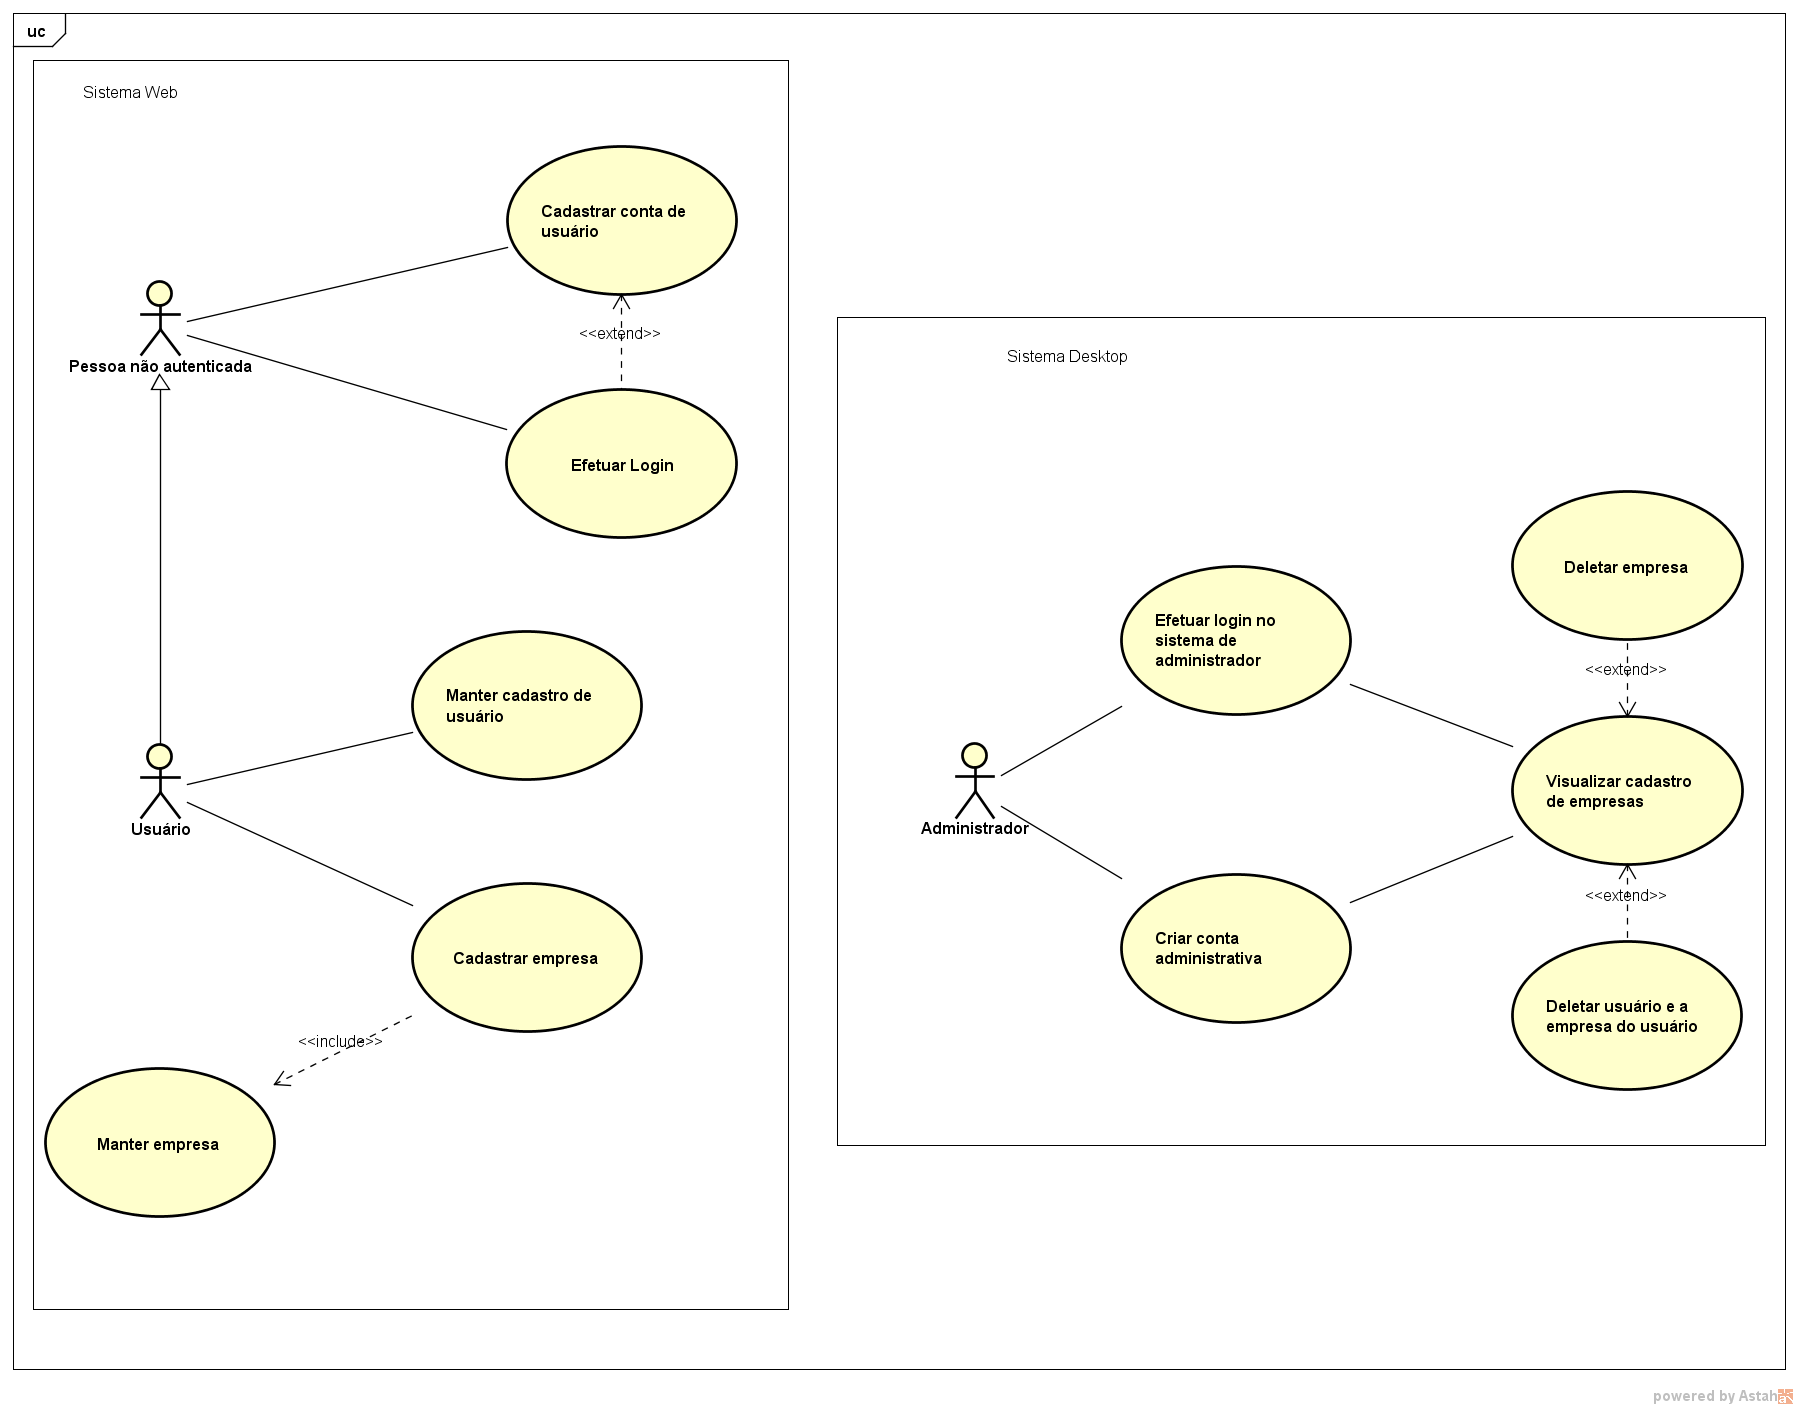 uc
Sistema Web
Cadastrar conta de
usuário
<<extend>>
Pessoa não autenticada
Efetuar Login
Manter cadastro de
usuário
Usuário
Cadastrar empresa
<<include>>
Manter empresa
Sistema Desktop
Deletar empresa
Efetuar login no
sistema de
administrador
<<extend>>
Visualizar cadastro
de empresas
Administrador
<<extend>>
Criar conta
administrativa
Deletar usuário e a
empresa do usuário
powered by Astah